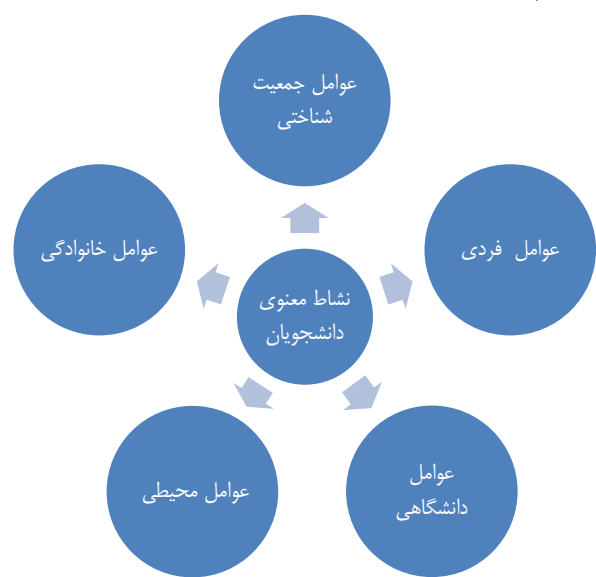 عوامل جمعیت
شناختی
عوامل فردی
عوامل خانوادگی
نشاط معنوی
دانشجویان
عوامل
دانشگاهی
عوامل محیطی